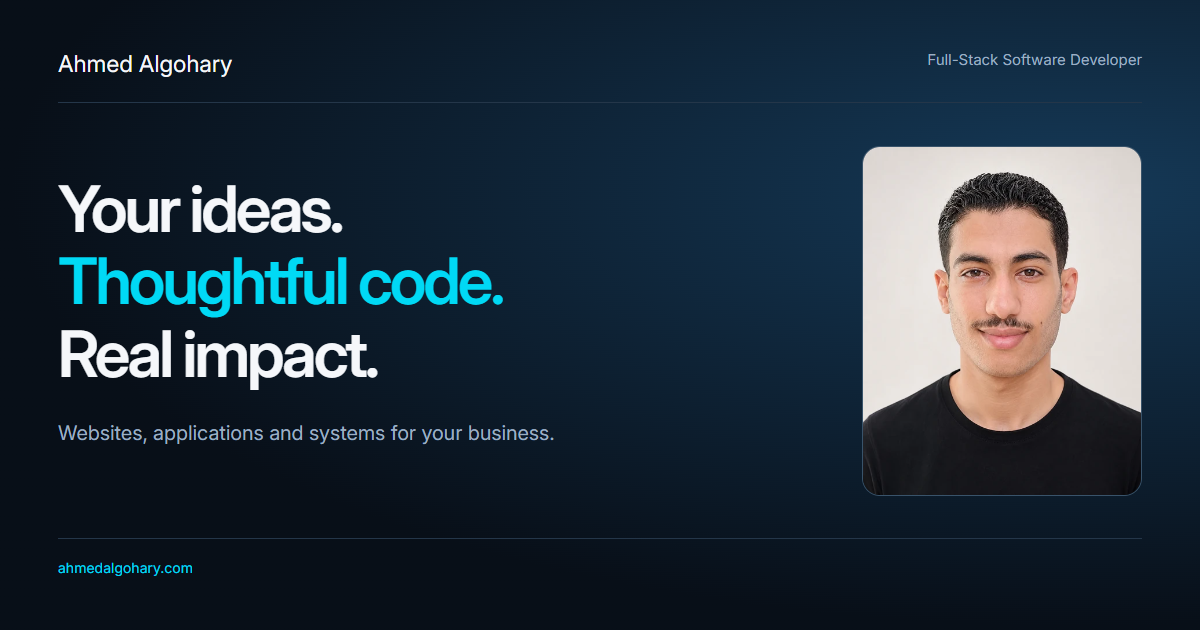 Ahmed Algohary
Full-Stack Software Developer
Your ideas.
Thoughtful code.
Real impact.
Websites, applications and systems for your business.
ahmedalgohary.com